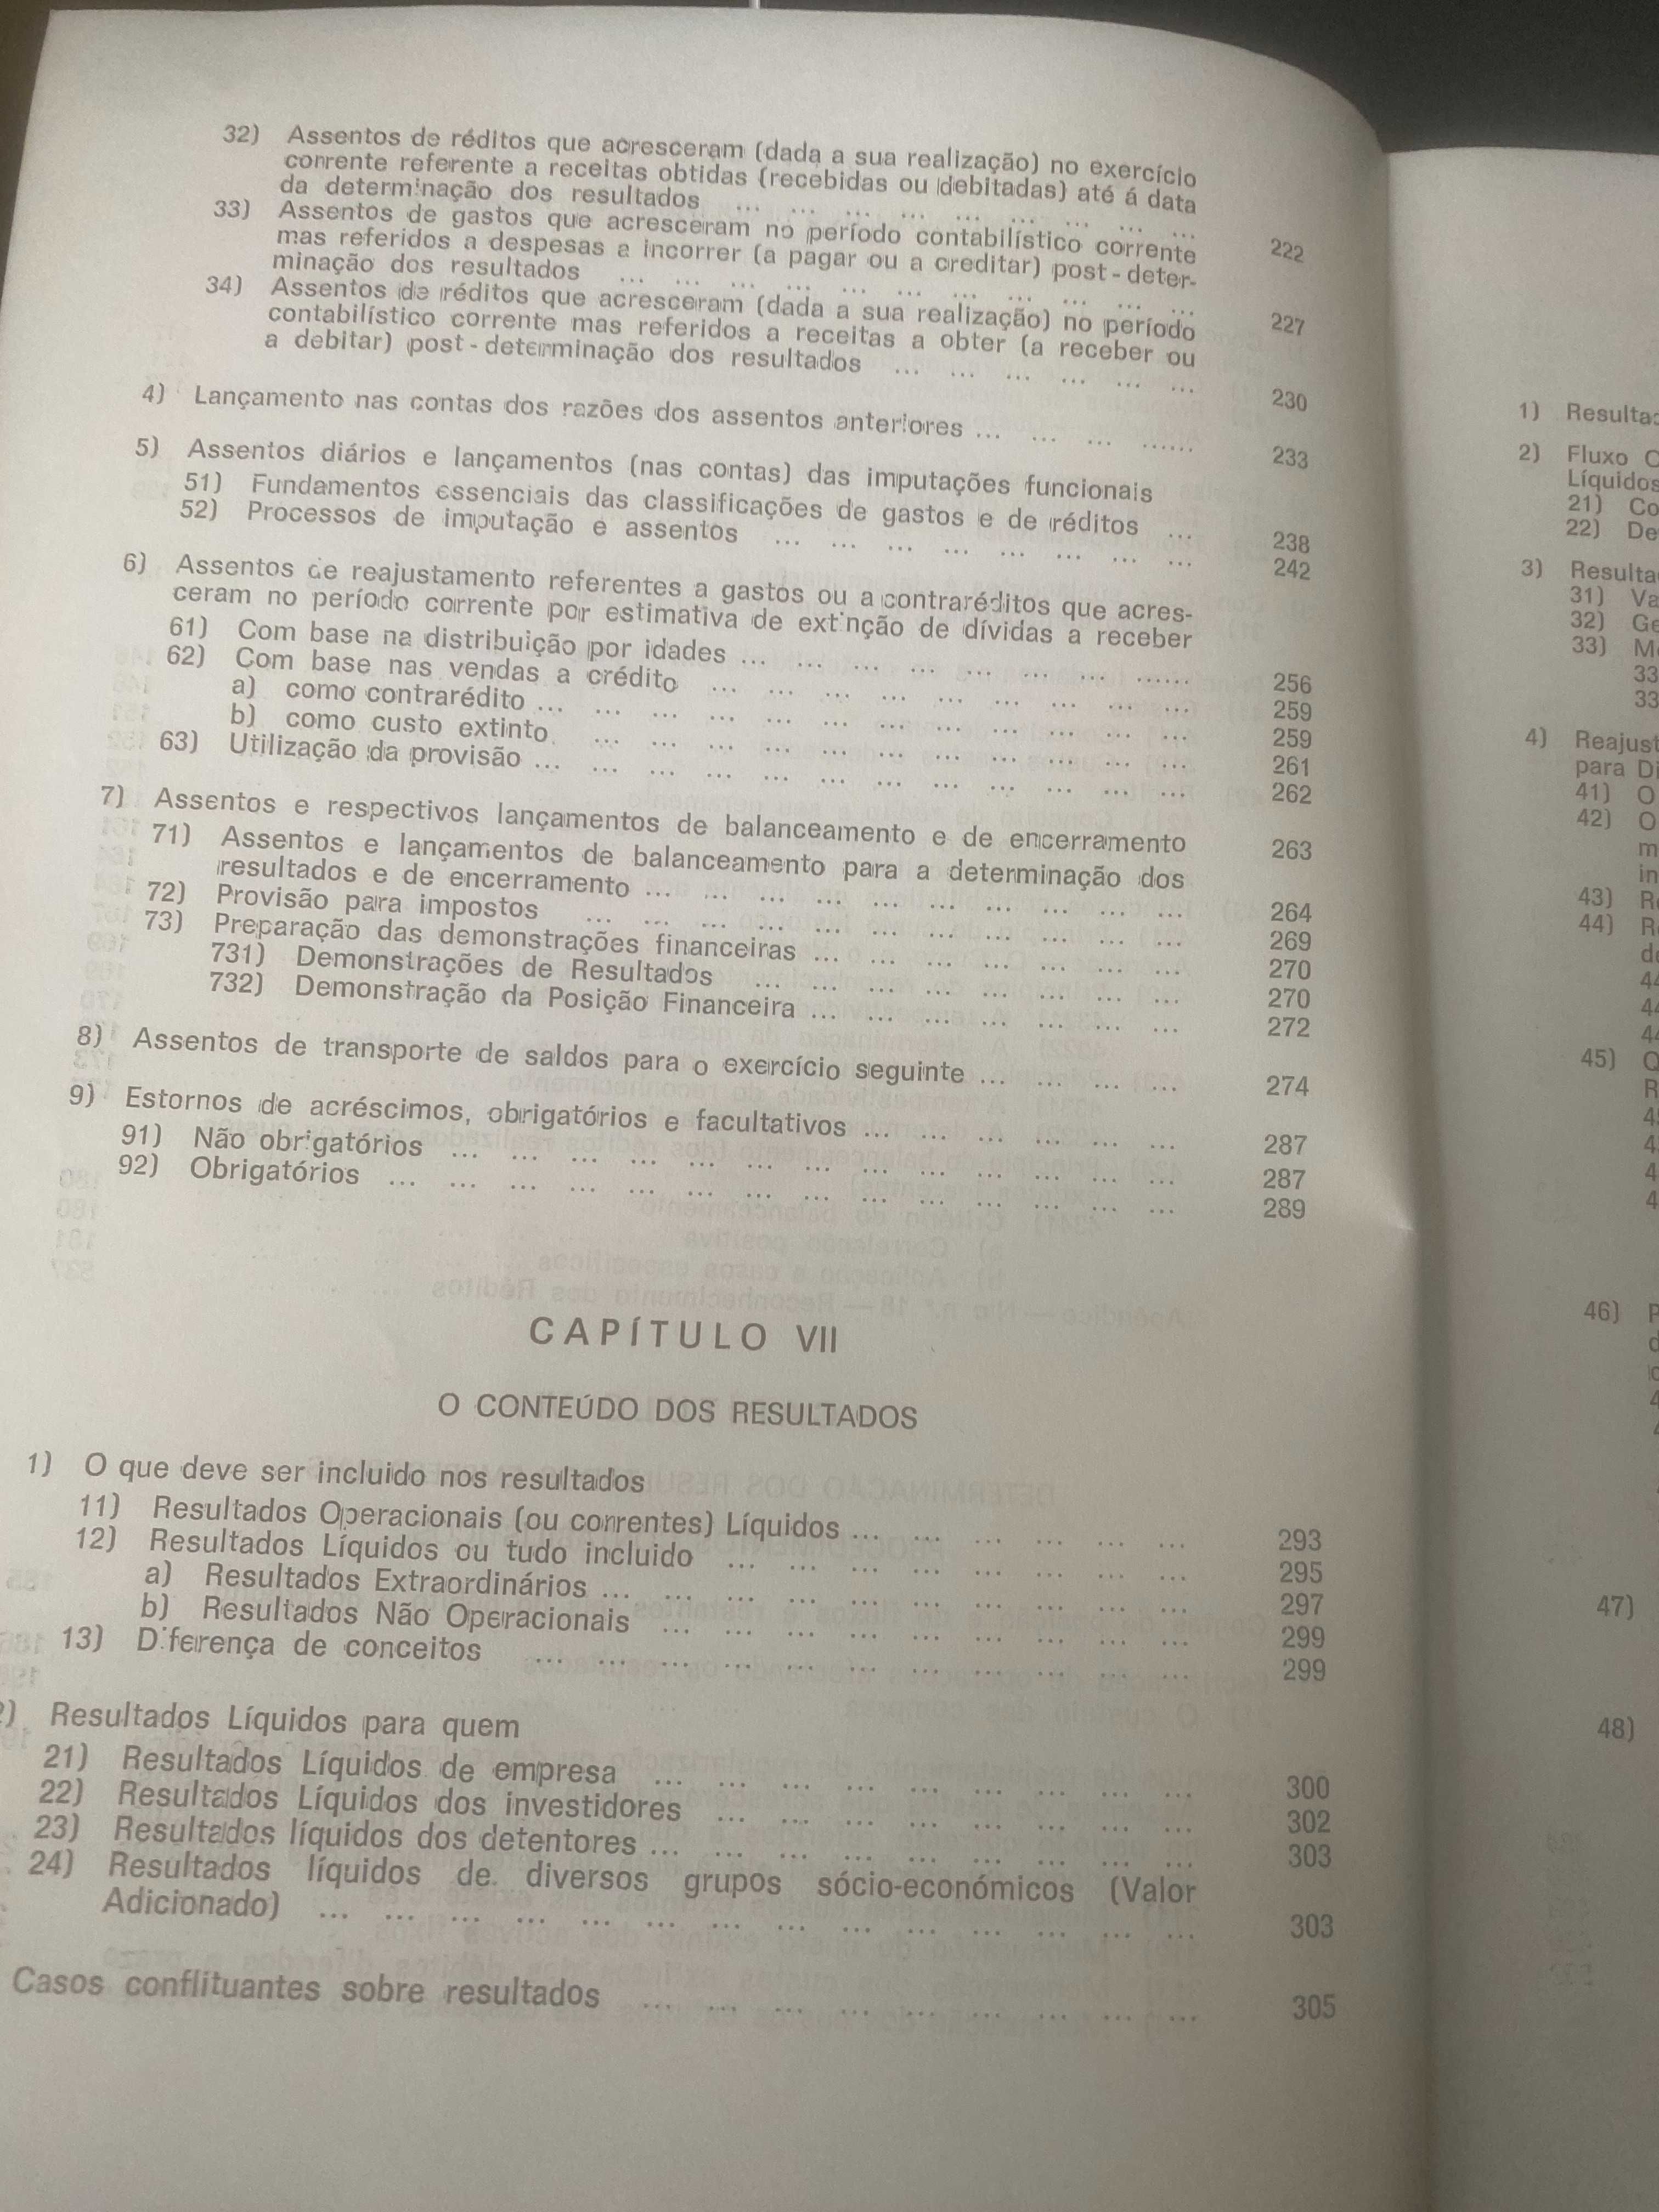 32) Assentos de réditos que acresceram (dada a sua realização) no exercício
corrente referente a receitas obtidas (recebidas ou debitadas) até á data
da determinação dos resultados ... ... ... ... ... ... ... ... ... 222
33) Assentos de gastos que acresceram no período contabilístico corrente
mas referidos a despesas a incorrer (a pagar ou a creditar) post-deter-
minação dos resultados ... ... ... ... ... ... ... ... ... ... ... 227
34) Assentos de réditos que acresceram (dada a sua realização) no período
contabilístico corrente mas referidos a receitas a obter (a receber ou
a debitar) post-determinação dos resultados ... ... ... ... ... ... 230
4) Lançamento nas contas dos razões dos assentos anteriores ... ... ... ...... 233
5) Assentos diários e lançamentos (nas contas) das imputações funcionais
51) Fundamentos essenciais das classificações de gastos e de réditos ... 238
52) Processos de imputação e assentos ... ... ... ... ... ... ... ... 242
6) Assentos de reajustamento referentes a gastos ou a contraréditos que acres-
ceram no período corrente por estimativa de extinção de dívidas a receber
61) Com base na distribuição por idades ... ... ... ... ... ... ... ...... 256
62) Com base nas vendas a crédito ... ... ... ... ... ... ... ... ... 259
a) como contrarédito ... ... ... ... ... ... ... ... ... ... ... ... 259
b) como custo extinto ... ... ... ... ... ... ... ... ... ... ... 261
63) Utilização da provisão ... ... ... ... ... ... ... ... ... ... ... ... 262
7) Assentos e respectivos lançamentos de balanceamento e de encerramento 263
71) Assentos e lançamentos de balanceamento para a determinação dos
resultados e de encerramento ... ... ... ... ... ... ... ... ... ... 264
72) Provisão para impostos ... ... ... ... ... ... ... ... ... ... ... 269
73) Preparação das demonstrações financeiras ... ... ... ... ... ... ... 270
731) Demonstrações de Resultados ... ... ... ... ... ... ... ... 270
732) Demonstração da Posição Financeira ... ... ... ... ... ... ... 272
8) Assentos de transporte de saldos para o exercício seguinte ... ... ... ... 274
9) Estornos de acréscimos, obrigatórios e facultativos ... ... ... ... ... ... 287
91) Não obrigatórios ... ... ... ... ... ... ... ... ... ... ... ... ... 287
92) Obrigatórios ... ... ... ... ... ... ... ... ... ... ... ... ... ... 289
CAPÍTULO VII
O CONTEÚDO DOS RESULTADOS
1) O que deve ser incluido nos resultados
11) Resultados Operacionais (ou correntes) Líquidos ... ... ... ... ... ... 293
12) Resultados Líquidos ou tudo incluido ... ... ... ... ... ... ... ... 295
a) Resultados Extraordinários ... ... ... ... ... ... ... ... ... ... 297
b) Resultados Não Operacionais ... ... ... ... ... ... ... ... ... 299
13) Diferença de conceitos ... ... ... ... ... ... ... ... ... ... ... 299
2) Resultados Líquidos para quem
21) Resultados Líquidos de empresa ... ... ... ... ... ... ... ... ... 300
22) Resultados Líquidos dos investidores ... ... ... ... ... ... ... ... 302
23) Resultados líquidos dos detentores ... ... ... ... ... ... ... ... ... 303
24) Resultados líquidos de diversos grupos sócio-económicos (Valor
Adicionado) ... ... ... ... ... ... ... ... ... ... ... ... ... ... 303
Casos conflituantes sobre resultados ... ... ... ... ... ... ... ... ... 305
1)
2) Fluxo
Líquidos
21)
22)
3)
31)
32)
33)
4)
para
41) O
42) O
43)
44)
45)
46)
47)
48)